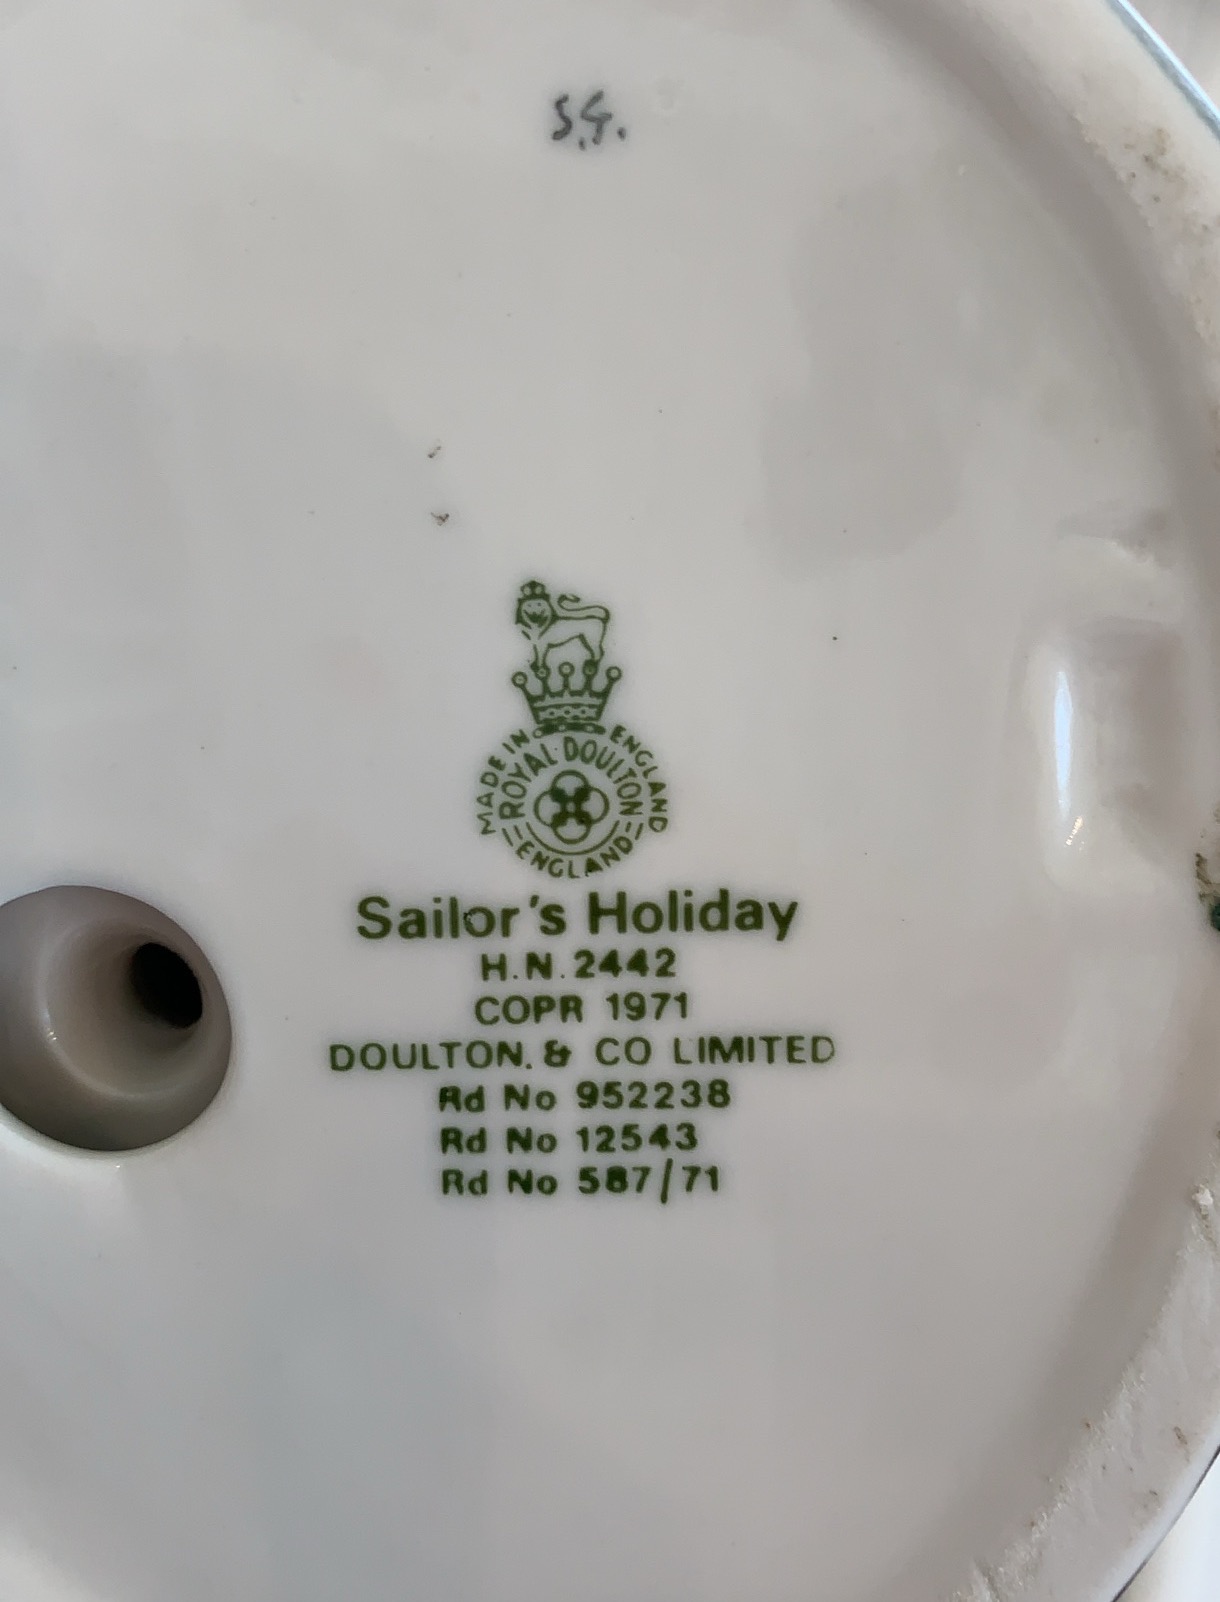 S.G.
MADE IN ENGLAND
ROYAL DOULTON
ENGLAND
Sailor's Holiday
H.N. 2442
COPR 1971
DOULTON. & CO LIMITED
Rd No 952238
Rd No 12543
Rd No 587/71